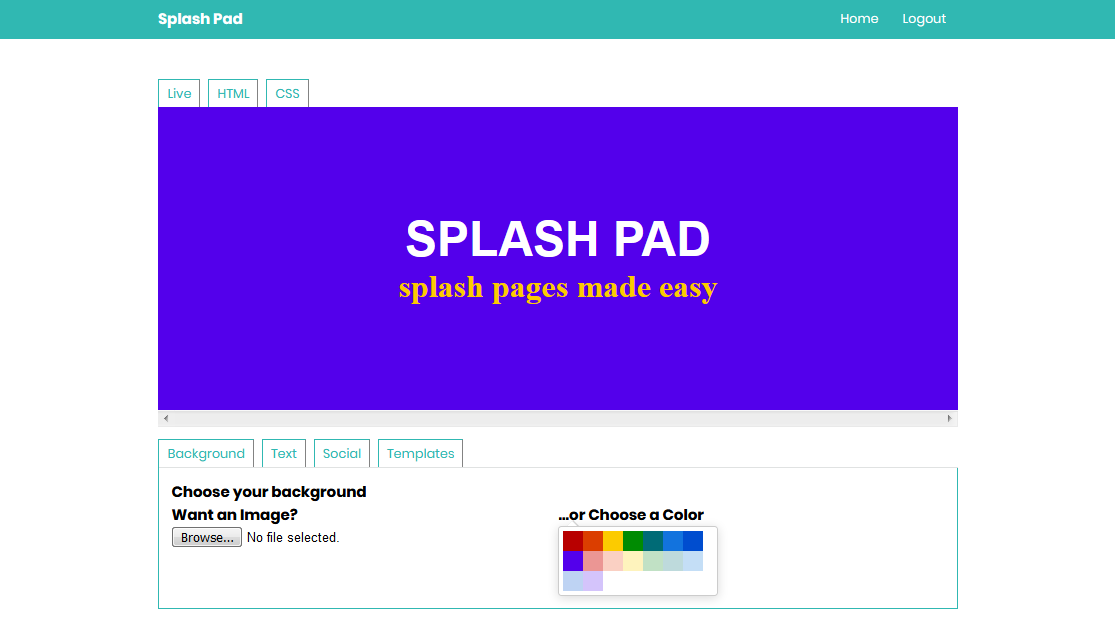 Splash Pad Home Logout
Live HTML CSS
SPLASH PAD
splash pages made easy
Background Text Social Templates
Choose your background
Want an Image? ...or Choose a Color
Browse... No file selected.